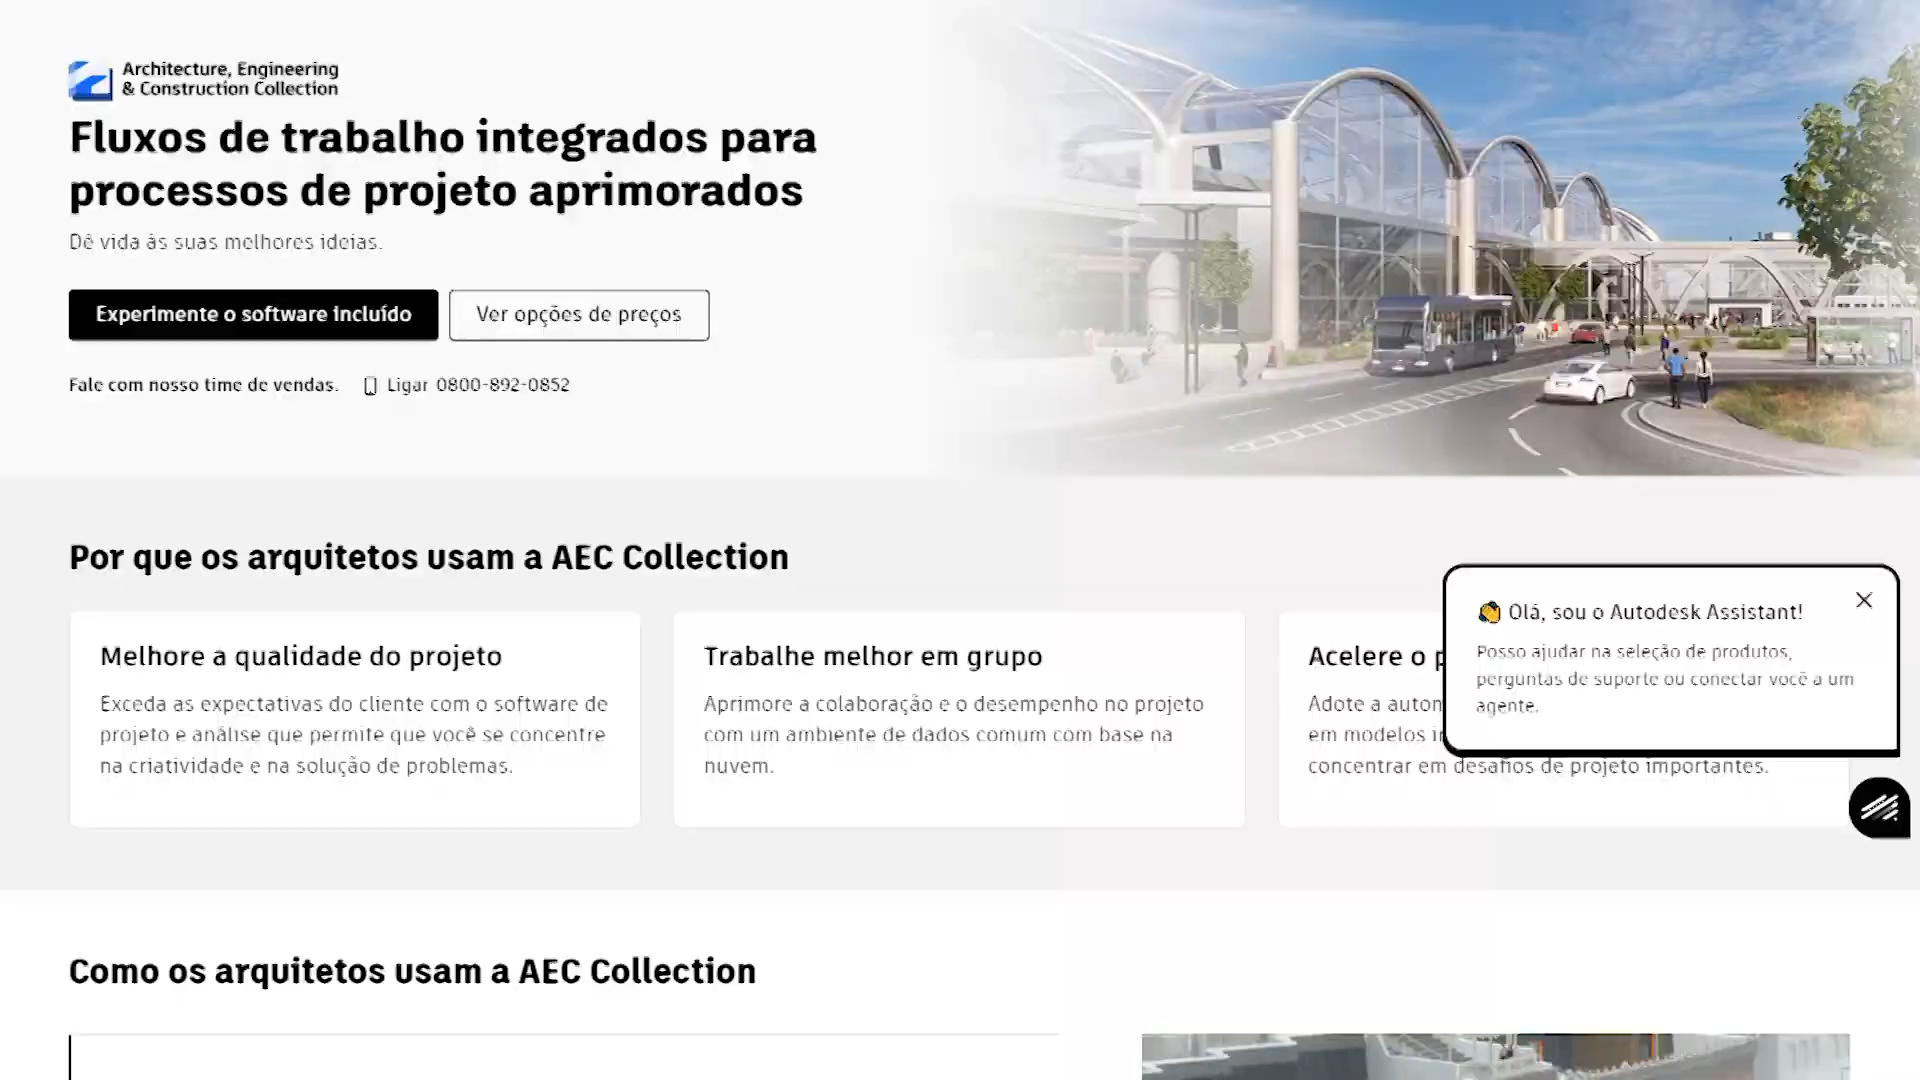 Architecture, Engineering
& Construction Collection
Fluxos de trabalho integrados para
processos de projeto aprimorados
Dê vida às suas melhores ideias.
Experimente o software incluído
Ver opções de preços
Fale com nosso time de vendas.
Ligar 0800-892-0852
Por que os arquitetos usam a AEC Collection
Melhore a qualidade do projeto
Exceda as expectativas do cliente com o software de
projeto e análise que permite que você se concentre
na criatividade e na solução de problemas.
Trabalhe melhor em grupo
Aprimore a colaboração e o desempenho no projeto
com um ambiente de dados comum com base na
nuvem.
Acelere o
Adote a
em modelos
concentrar em desafios de projeto importantes.
👏 Olá, sou o Autodesk Assistant!
Posso ajudar na seleção de produtos,
perguntas de suporte ou conectar você a um
agente.
Como os arquitetos usam a AEC Collection